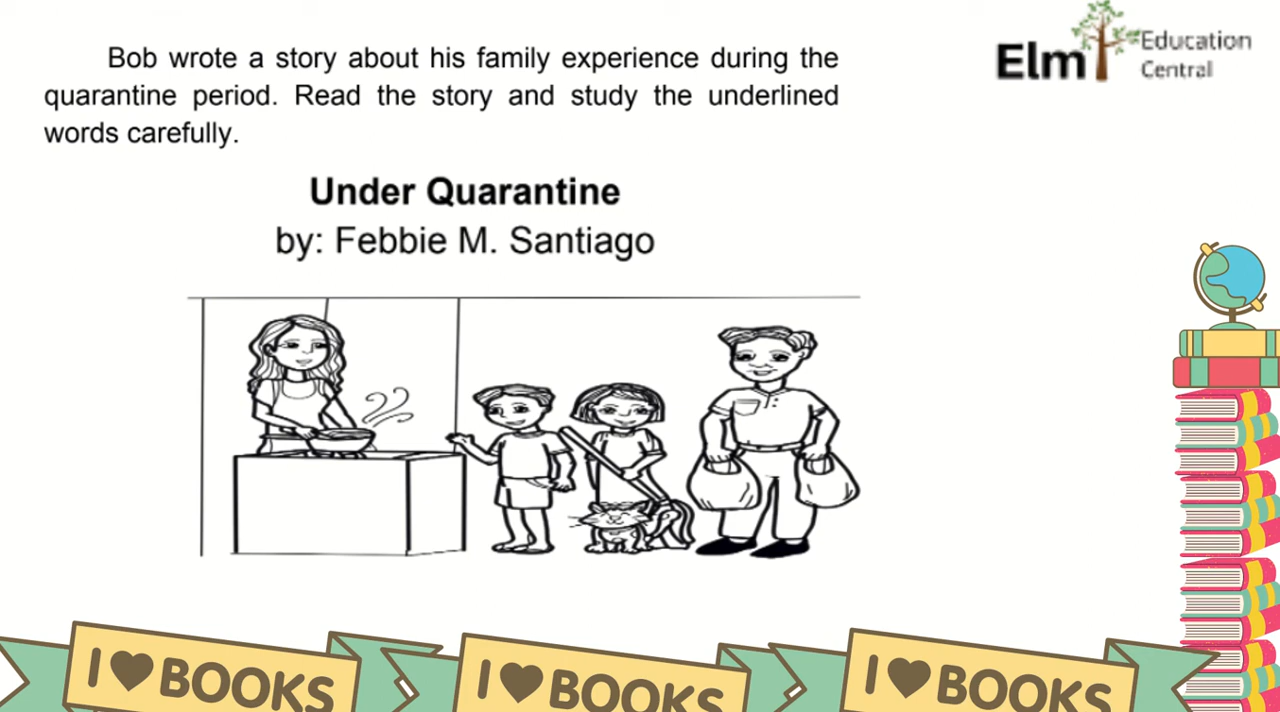 Bob wrote a story about his family experience during the
quarantine period. Read the story and study the underlined
words carefully.
Elm Education
Central
Under Quarantine
by: Febbie M. Santiago
I BOOKS
I BOOKS
I BOOKS